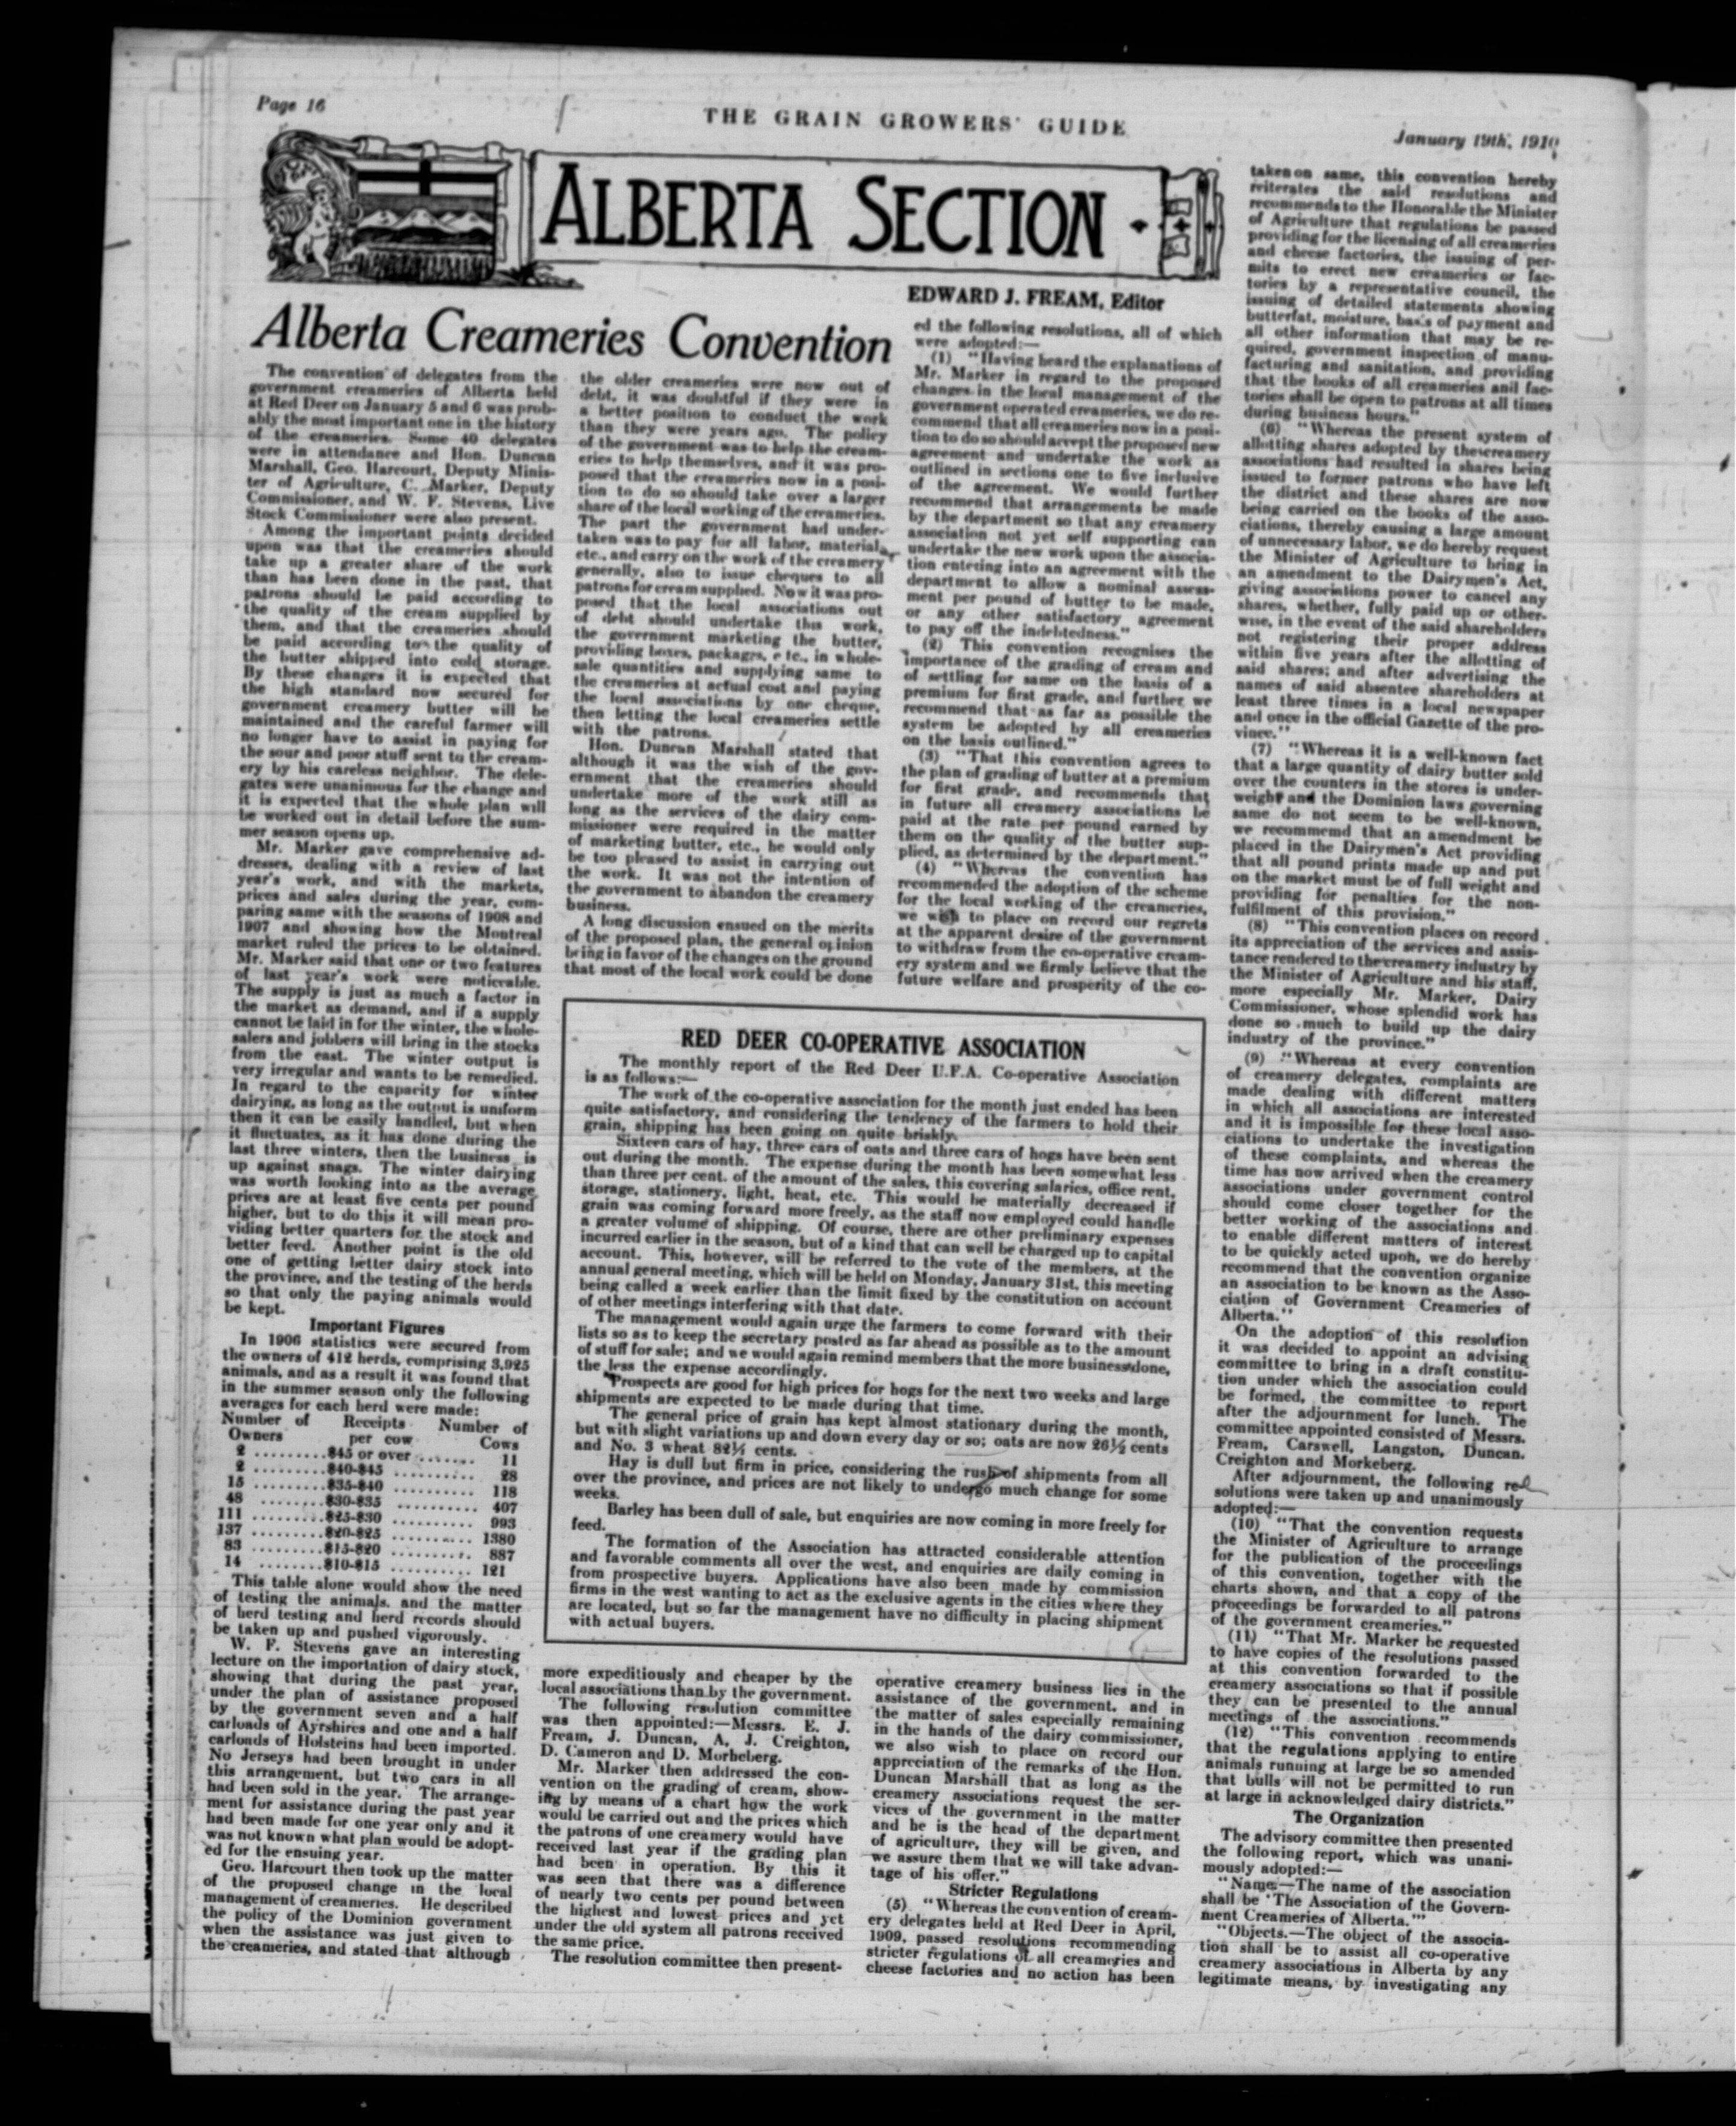 Page 16
THE GRAIN GROWERS' GUIDE
January 19th, 1910
ALBERTA SECTION
EDWARD J. FREAM, Editor
Alberta Creameries Convention
The convention of delegates from the
government creameries of Alberta held
at Red Deer on January 5 and 6 was prob-
ably the most important one in the history
of the creameries. Some 40 delegates
were in attendance and Hon. Duncan
Marshall, Geo. Harcourt, Deputy Minis-
ter of Agriculture, C. Marker, Deputy
Commissioner, and W. F. Stevens, Live
Stock Commissioner were also present.
Among the important points decided
upon was that the creameries should
take up a greater share of the work
than has been done in the past, that
patrons should be paid according to
the quality of the cream supplied by
them, and that the creameries should
be paid according to the quality of
the butter shipped into cold storage.
By these changes it is expected that
the high standard now secured for
government creamery butter will be
maintained and the careful farmer will
no longer have to assist in paying for
the sour and poor stuff sent to the cream-
ery by his careless neighbor. The dele-
gates were unanimous for the change and
it is expected that the whole plan will
be worked out in detail before the sum-
mer season opens up.
Mr. Marker gave comprehensive ad-
dresses, dealing with a review of last
year's work, and with the markets,
prices and sales during the year, com-
paring same with the seasons of 1908 and
1907 and showing how the Montreal
market ruled the prices to be obtained.
Mr. Marker said that one or two features
of last year's work were noticeable.
The supply is just as much a factor in
the market as demand, and if a supply
cannot be laid in for the winter, the whole-
salers and jobbers will bring in the stocks
from the east. The winter output is
very irregular and wants to be remedied.
In regard to the capacity for winter
dairying, as long as the output is uniform
then it can be easily handled, but when
it fluctuates, as it has done during the
last three winters, then the business is
up against snags. The winter dairying
was worth looking into as the average
prices are at least five cents per pound
higher, but to do this it will mean pro-
viding better quarters for the stock and
better feed. Another point is the old
one of getting better dairy stock into
the province, and the testing of the herds
so that only the paying animals would
be kept.
Important Figures
In 1906 statistics were secured from
the owners of 412 herds, comprising 3,925
animals, and as a result it was found that
in the summer season only the following
averages for each herd were made:
Number of Receipts Number of
Owners per cow Cows
2 .........$45 or over ........ 11
2 .........$40-$45 .......... 28
15 .........$35-$40 .......... 118
48 ........$30-$35 .......... 407
111 .........$25-$30 .......... 993
137 .........$20-$25 .......... 1380
83 .........$15-$20 .......... 887
14 ........$10-$15 .......... 121
This table alone would show the need
of testing the animals, and the matter
of herd testing and herd records should
be taken up and pushed vigorously.
W. F. Stevens gave an interesting
lecture on the importation of dairy stock,
showing that during the past year,
under the plan of assistance proposed
by the government seven and a half
carloads of Ayrshires and one and a half
carloads of Holsteins had been imported.
No Jerseys had been brought in under
this arrangement, but two cars in all
had been sold in the year. The arrange-
ment for assistance during the past year
had been made for one year only and it
was not known what plan would be adopt-
ed for the ensuing year.
Geo. Harcourt then took up the matter
of the proposed change in the local
management of creameries. He described
the policy of the Dominion government
when the assistance was just given to
the creameries, and stated that although
the older creameries were now out of
debt, it was doubtful if they were in
a better position to conduct the work
than they were years ago. The policy
of the government was to help the cream-
eries to help themselves, and it was pro-
posed that the creameries now in a posi-
tion to do so should take over a larger
share of the local working of the creameries.
The part the government had under-
taken was to pay for all labor, material,
etc., and carry on the work of the creamery
generally, also to issue cheques to all
patrons for cream supplied. Now it was pro-
posed that the local associations out
of debt should undertake this work,
the government marketing the butter,
providing boxes, packages, etc., in whole-
sale quantities and supplying same to
the creameries at actual cost and paying
the local associations by one cheque,
then letting the local creameries settle
with the patrons.
Hon. Duncan Marshall stated that
although it was the wish of the gov-
ernment that the creameries should
undertake more of the work still as
long as the services of the dairy com-
missioner were required in the matter
of marketing butter, etc., he would only
be too pleased to assist in carrying out
the work. It was not the intention of
the government to abandon the creamery
business.
A long discussion ensued on the merits
of the proposed plan, the general opinion
bring in favor of the changes on the ground
that most of the local work could be done
more expeditiously and cheaper by the
local associations than by the government.
The following resolution committee
was then appointed:—Messrs. E. J.
Fream, J. Duncan, A. J. Creighton,
D. Cameron and D. Morbeberg.
Mr. Marker then addressed the con-
vention on the grading of cream, show-
ing by means of a chart how the work
would be carried out and the prices which
the patrons of one creamery would have
received last year if the grading plan
had been in operation. By this it
was seen that there was a difference
of nearly two cents per pound between
the highest and lowest prices and yet
under the old system all patrons received
the same price.
The resolution committee then present-
ed the following resolutions, all of which
were adopted:—
(1) "Having heard the explanations of
Mr. Marker in regard to the proposed
changes in the local management of the
government operated creameries, we do re-
commend that all creameries now in a posi-
tion to do so should accept the proposed new
agreement and undertake the work as
outlined in sections one to five inclusive
of the agreement. We would further
recommend that arrangements be made
by the department so that any creamery
association not yet self supporting can
undertake the new work upon the associa-
tion entering into an agreement with the
department to allow a nominal assess-
ment per pound of butter to be made,
or any other satisfactory agreement
to pay off the indebtedness."
(2) This convention recognises the
importance of the grading of cream and
of settling for same on the basis of a
premium for first grade, and further we
recommend that as far as possible the
system be adopted by all creameries
on the basis outlined."
(3) "That this convention agrees to
the plan of grading of butter at a premium
for first grade, and recommends that
in future all creamery associations be
paid at the rate per pound earned by
them on the quality of the butter sup-
plied, as determined by the department."
(4) "Whereas the convention has
recommended the adoption of the scheme
for the local working of the creameries,
we wish to place on record our regrets
at the apparent desire of the government
to withdraw from the co-operative cream-
ery system and we firmly believe that the
future welfare and prosperity of the co-
operative creamery business lies in the
assistance of the government, and in
the matter of sales especially remaining
in the hands of the dairy commissioner,
we also wish to place on record our
appreciation of the remarks of the Hon.
Duncan Marshall that as long as the
creamery associations request the ser-
vices of the government in the matter
and he is the head of the department
of agriculture, they will be given, and
we assure them that we will take advan-
tage of his offer."
Stricter Regulations
(5) "Whereas the convention of cream-
ery delegates held at Red Deer in April,
1909, passed resolutions recommending
stricter regulations of all creameries and
cheese factories and no action has been
taken on same, this convention hereby
reiterates the said resolutions and
recommends to the Honorable the Minister
of Agriculture that regulations be passed
providing for the licensing of all creameries
and cheese factories, the issuing of per-
mits to erect new creameries or fac-
tories by a representative council, the
issuing of detailed statements showing
butterfat, moisture, basis of payment and
all other information that may be re-
quired, government inspection of manu-
facturing and sanitation, and providing
that the books of all creameries and fac-
tories shall be open to patrons at all times
during business hours."
(6) "Whereas the present system of
allotting shares adopted by the creamery
associations had resulted in shares being
issued to former patrons who have left
the district and these shares are now
being carried on the books of the asso-
ciations, thereby causing a large amount
of unnecessary labor, we do hereby request
the Minister of Agriculture to bring in
an amendment to the Dairymen's Act,
giving associations power to cancel any
shares, whether, fully paid up or other-
wise, in the event of the said shareholders
not registering their proper address
within five years after the allotting of
said shares; and after advertising the
names of said absentee shareholders at
least three times in a local newspaper
and once in the official Gazette of the pro-
vince."
(7) "Whereas it is a well-known fact
that a large quantity of dairy butter sold
over the counters in the stores is under-
weight and the Dominion laws governing
same do not seem to be well-known,
we recommemd that an amendment be
placed in the Dairymen's Act providing
that all pound prints made up and put
on the market must be of full weight and
providing for penalties for the non-
fulfilment of this provision."
(8) "This convention places on record
its appreciation of the services and assis-
tance rendered to the creamery industry by
the Minister of Agriculture and his staff,
more especially Mr. Marker, Dairy
Commissioner, whose splendid work has
done so much to build up the dairy
industry of the province."
(9) "Whereas at every convention
of creamery delegates, complaints are
made dealing with different matters
in which all associations are interested
and it is impossible for these local asso-
ciations to undertake the investigation
of these complaints, and whereas the
time has now arrived when the creamery
associations under government control
should come closer together for the
better working of the associations and
to enable different matters of interest
to be quickly acted upon, we do hereby
recommend that the convention organize
an association to be known as the Asso-
ciation of Government Creameries of
Alberta."
On the adoption of this resolution
it was decided to appoint an advising
committee to bring in a draft constitu-
tion under which the association could
be formed, the committee to report
after the adjournment for lunch. The
committee appointed consisted of Messrs.
Fream, Carswell, Langston, Duncan.
Creighton and Morkeberg.
After adjournment, the following re-
solutions were taken up and unanimously
adopted:—
(10) "That the convention requests
the Minister of Agriculture to arrange
for the publication of the proceedings
of this convention, together with the
charts shown, and that a copy of the
proceedings be forwarded to all patrons
of the government creameries."
(11) "That Mr. Marker be requested
to have copies of the resolutions passed
at this convention forwarded to the
creamery associations so that if possible
they can be presented to the annual
meetings of the associations."
(12) "This convention recommends
that the regulations applying to entire
animals running at large be so amended
that bulls will not be permitted to run
at large in acknowledged dairy districts."
The Organization
The advisory committee then presented
the following report, which was unani-
mously adopted:—
"Name—The name of the association
shall be 'The Association of the Govern-
ment Creameries of Alberta.'"
"Objects.—The object of the associa-
tion shall be to assist all co-operative
creamery associations in Alberta by any
legitimate means, by investigating any
RED DEER CO-OPERATIVE ASSOCIATION
The monthly report of the Red Deer U.F.A. Co-operative Association
is as follows:—
The work of the co-operative association for the month just ended has been
quite satisfactory, and considering the tendency of the farmers to hold their
grain, shipping has been going on quite briskly.
Sixteen cars of hay, three cars of oats and three cars of hogs have been sent
out during the month. The expense during the month has been somewhat less
than three per cent. of the amount of the sales, this covering salaries, office rent,
storage, stationery, light, heat, etc. This would be materially decreased if
grain was coming forward more freely, as the staff now employed could handle
a greater volume of shipping. Of course, there are other preliminary expenses
incurred earlier in the season, but of a kind that can well be charged up to capital
account. This, however, will be referred to the vote of the members, at the
annual general meeting, which will be held on Monday, January 31st, this meeting
being called a week earlier than the limit fixed by the constitution on account
of other meetings interfering with that date.
The management would again urge the farmers to come forward with their
lists so as to keep the secretary posted as far ahead as possible as to the amount
of stuff for sale; and we would again remind members that the more business done,
the less the expense accordingly.
Prospects are good for high prices for hogs for the next two weeks and large
shipments are expected to be made during that time.
The general price of grain has kept almost stationary during the month,
but with slight variations up and down every day or so; oats are now 26½ cents
and No. 3 wheat 82½ cents.
Hay is dull but firm in price, considering the rush of shipments from all
over the province, and prices are not likely to undergo much change for some
weeks.
Barley has been dull of sale, but enquiries are now coming in more freely for
feed.
The formation of the Association has attracted considerable attention
and favorable comments all over the west, and enquiries are daily coming in
from prospective buyers. Applications have also been made by commission
firms in the west wanting to act as the exclusive agents in the cities where they
are located, but so far the management have no difficulty in placing shipment
with actual buyers.